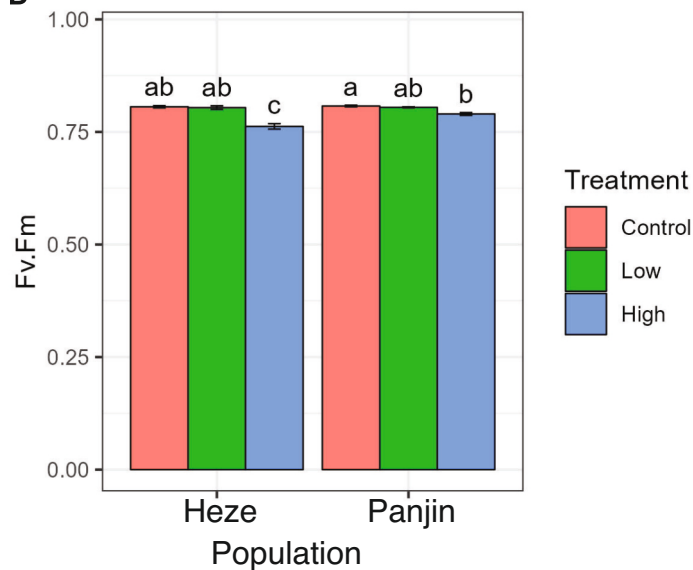 1.00
ab ab c a ab b
0.75
0.50
0.25
0.00
Fv.Fm
Heze Panjin
Population
Treatment
Control
Low
High